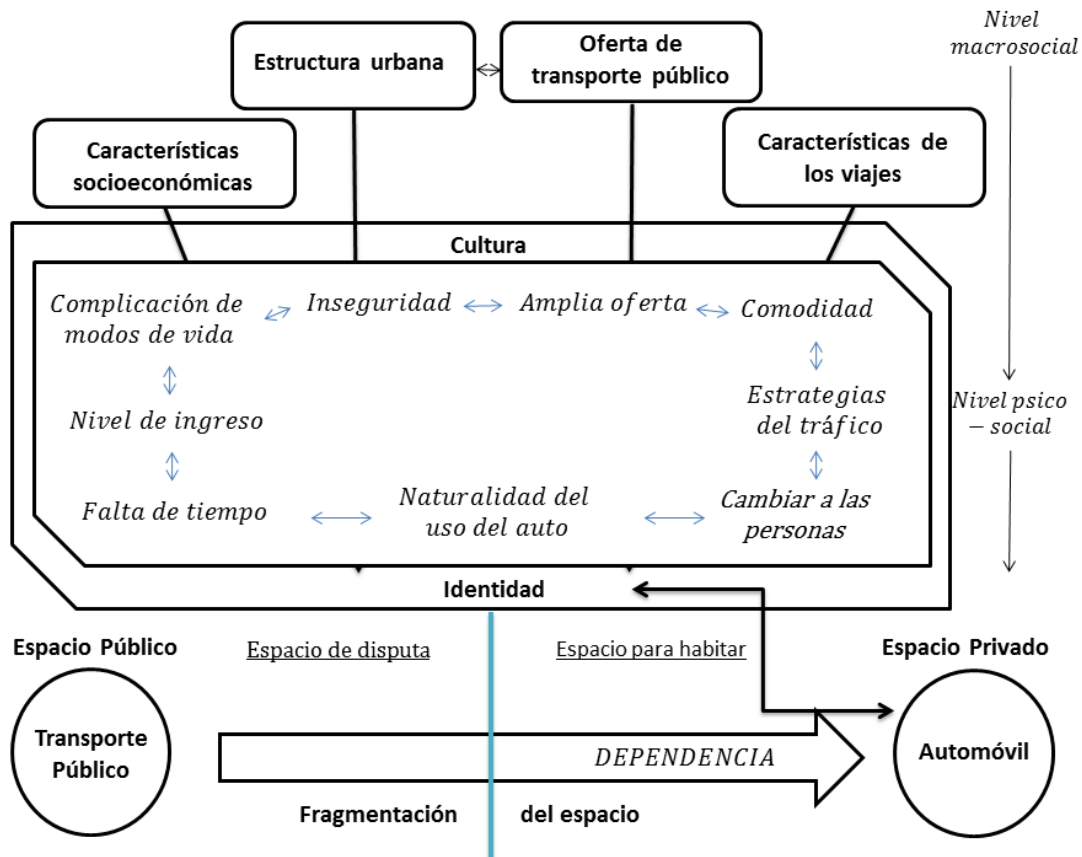 Nivel
macrosocial
Estructura urbana
Oferta de
transporte público
Características
socioeconómicas
Características de
los viajes
Cultura
Complicación de
modos de vida
Inseguridad
Amplia oferta
Comodidad
Nivel de ingreso
Estrategias
del tráfico
Nivel psico
– social
Falta de tiempo
Naturalidad del
uso del auto
Cambiar a las
personas
Identidad
Espacio Público
Espacio de disputa
Espacio para habitar
Espacio Privado
Transporte
Público
DEPENDENCIA
Automóvil
Fragmentación del espacio